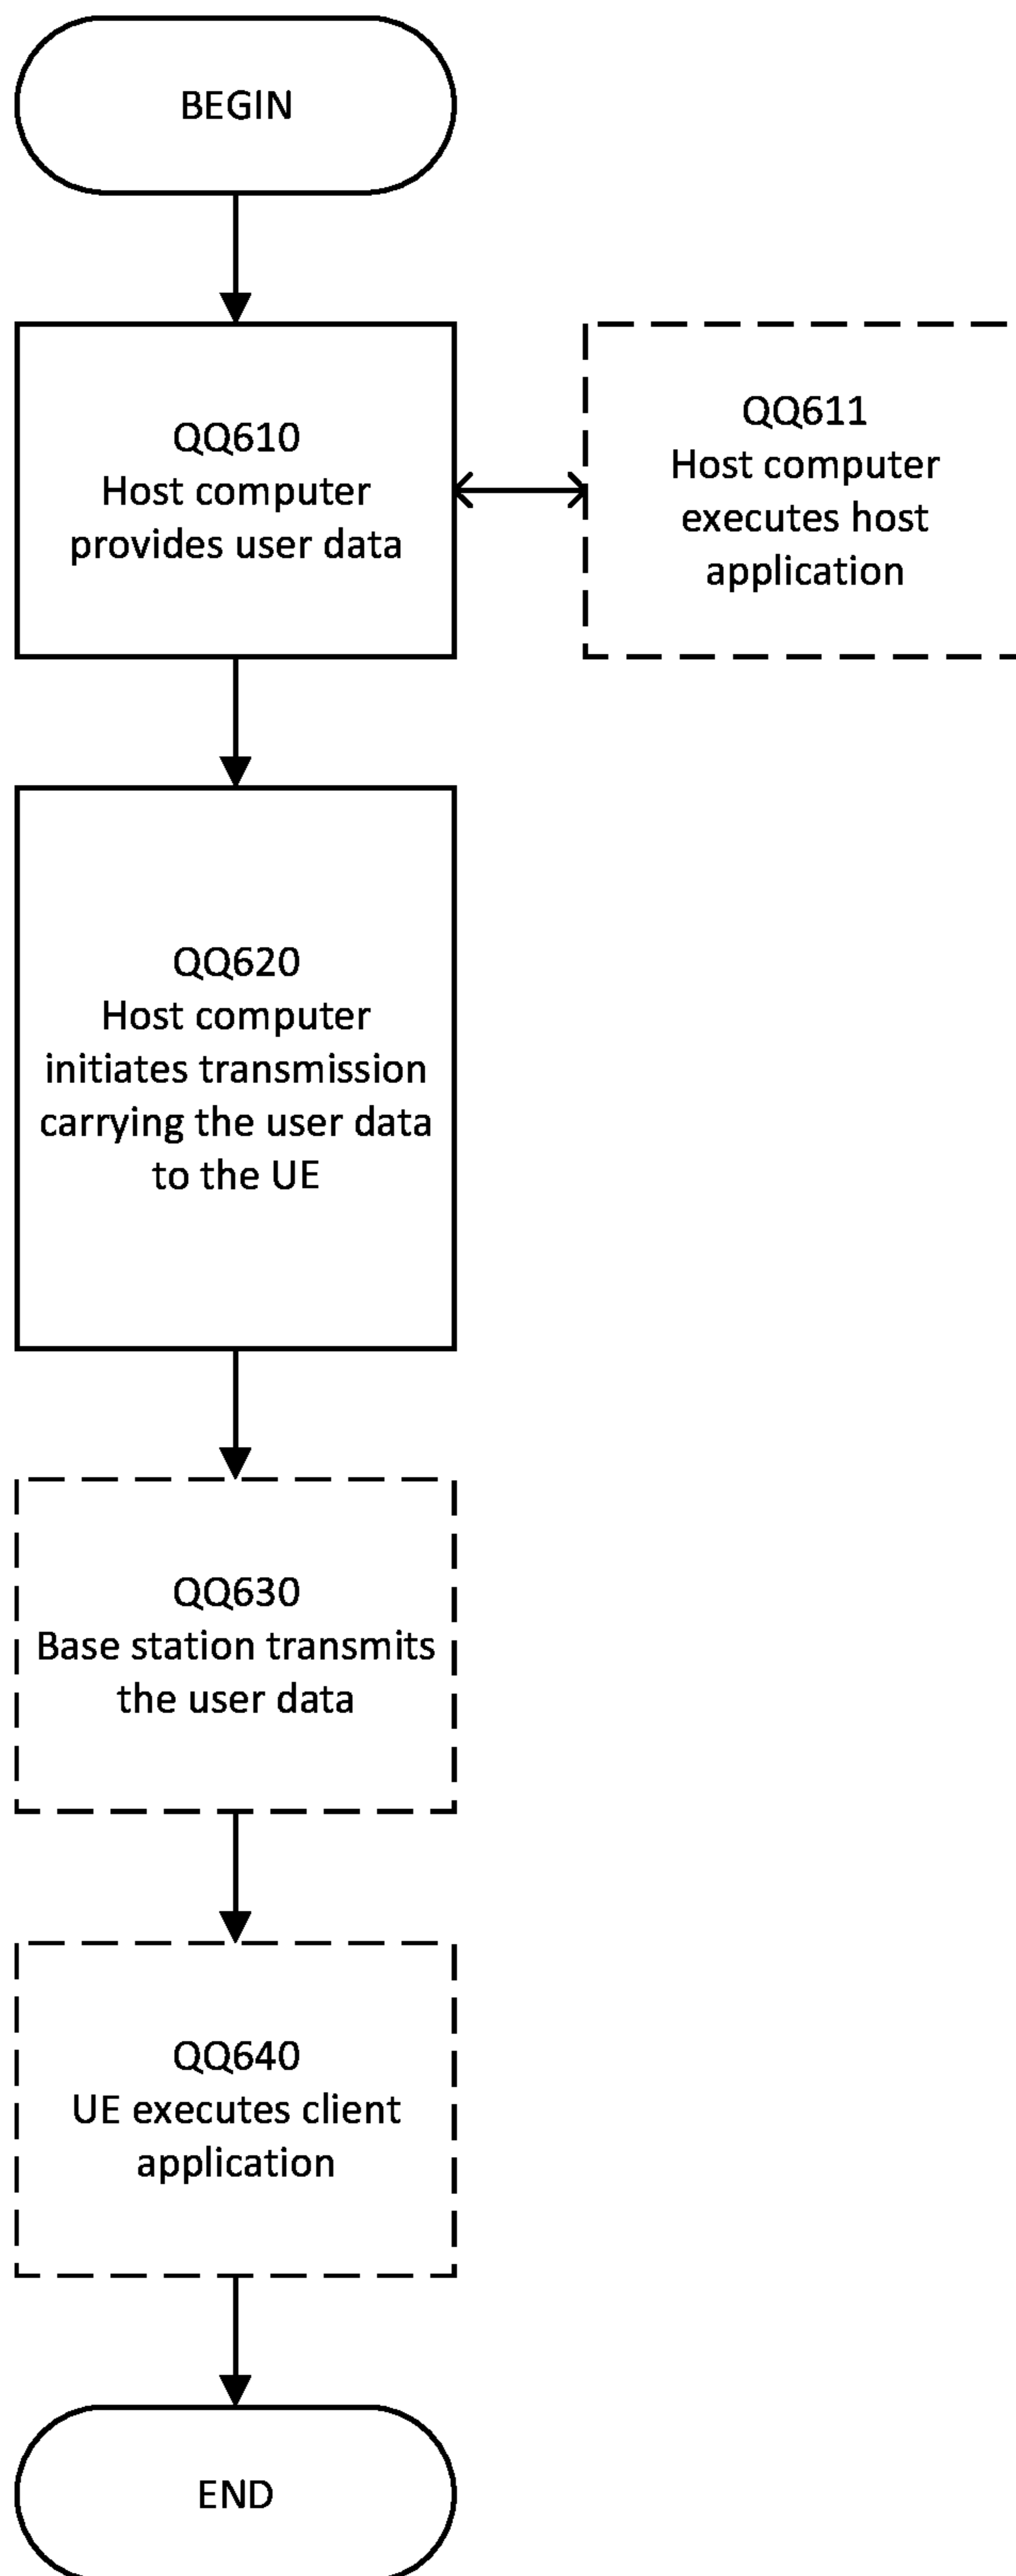 BEGIN
QQ610
Host computer
provides user data
QQ611
Host computer
executes host
application
QQ620
Host computer
initiates transmission
carrying the user data
to the UE
QQ630
Base station transmits
the user data
QQ640
UE executes client
application
END